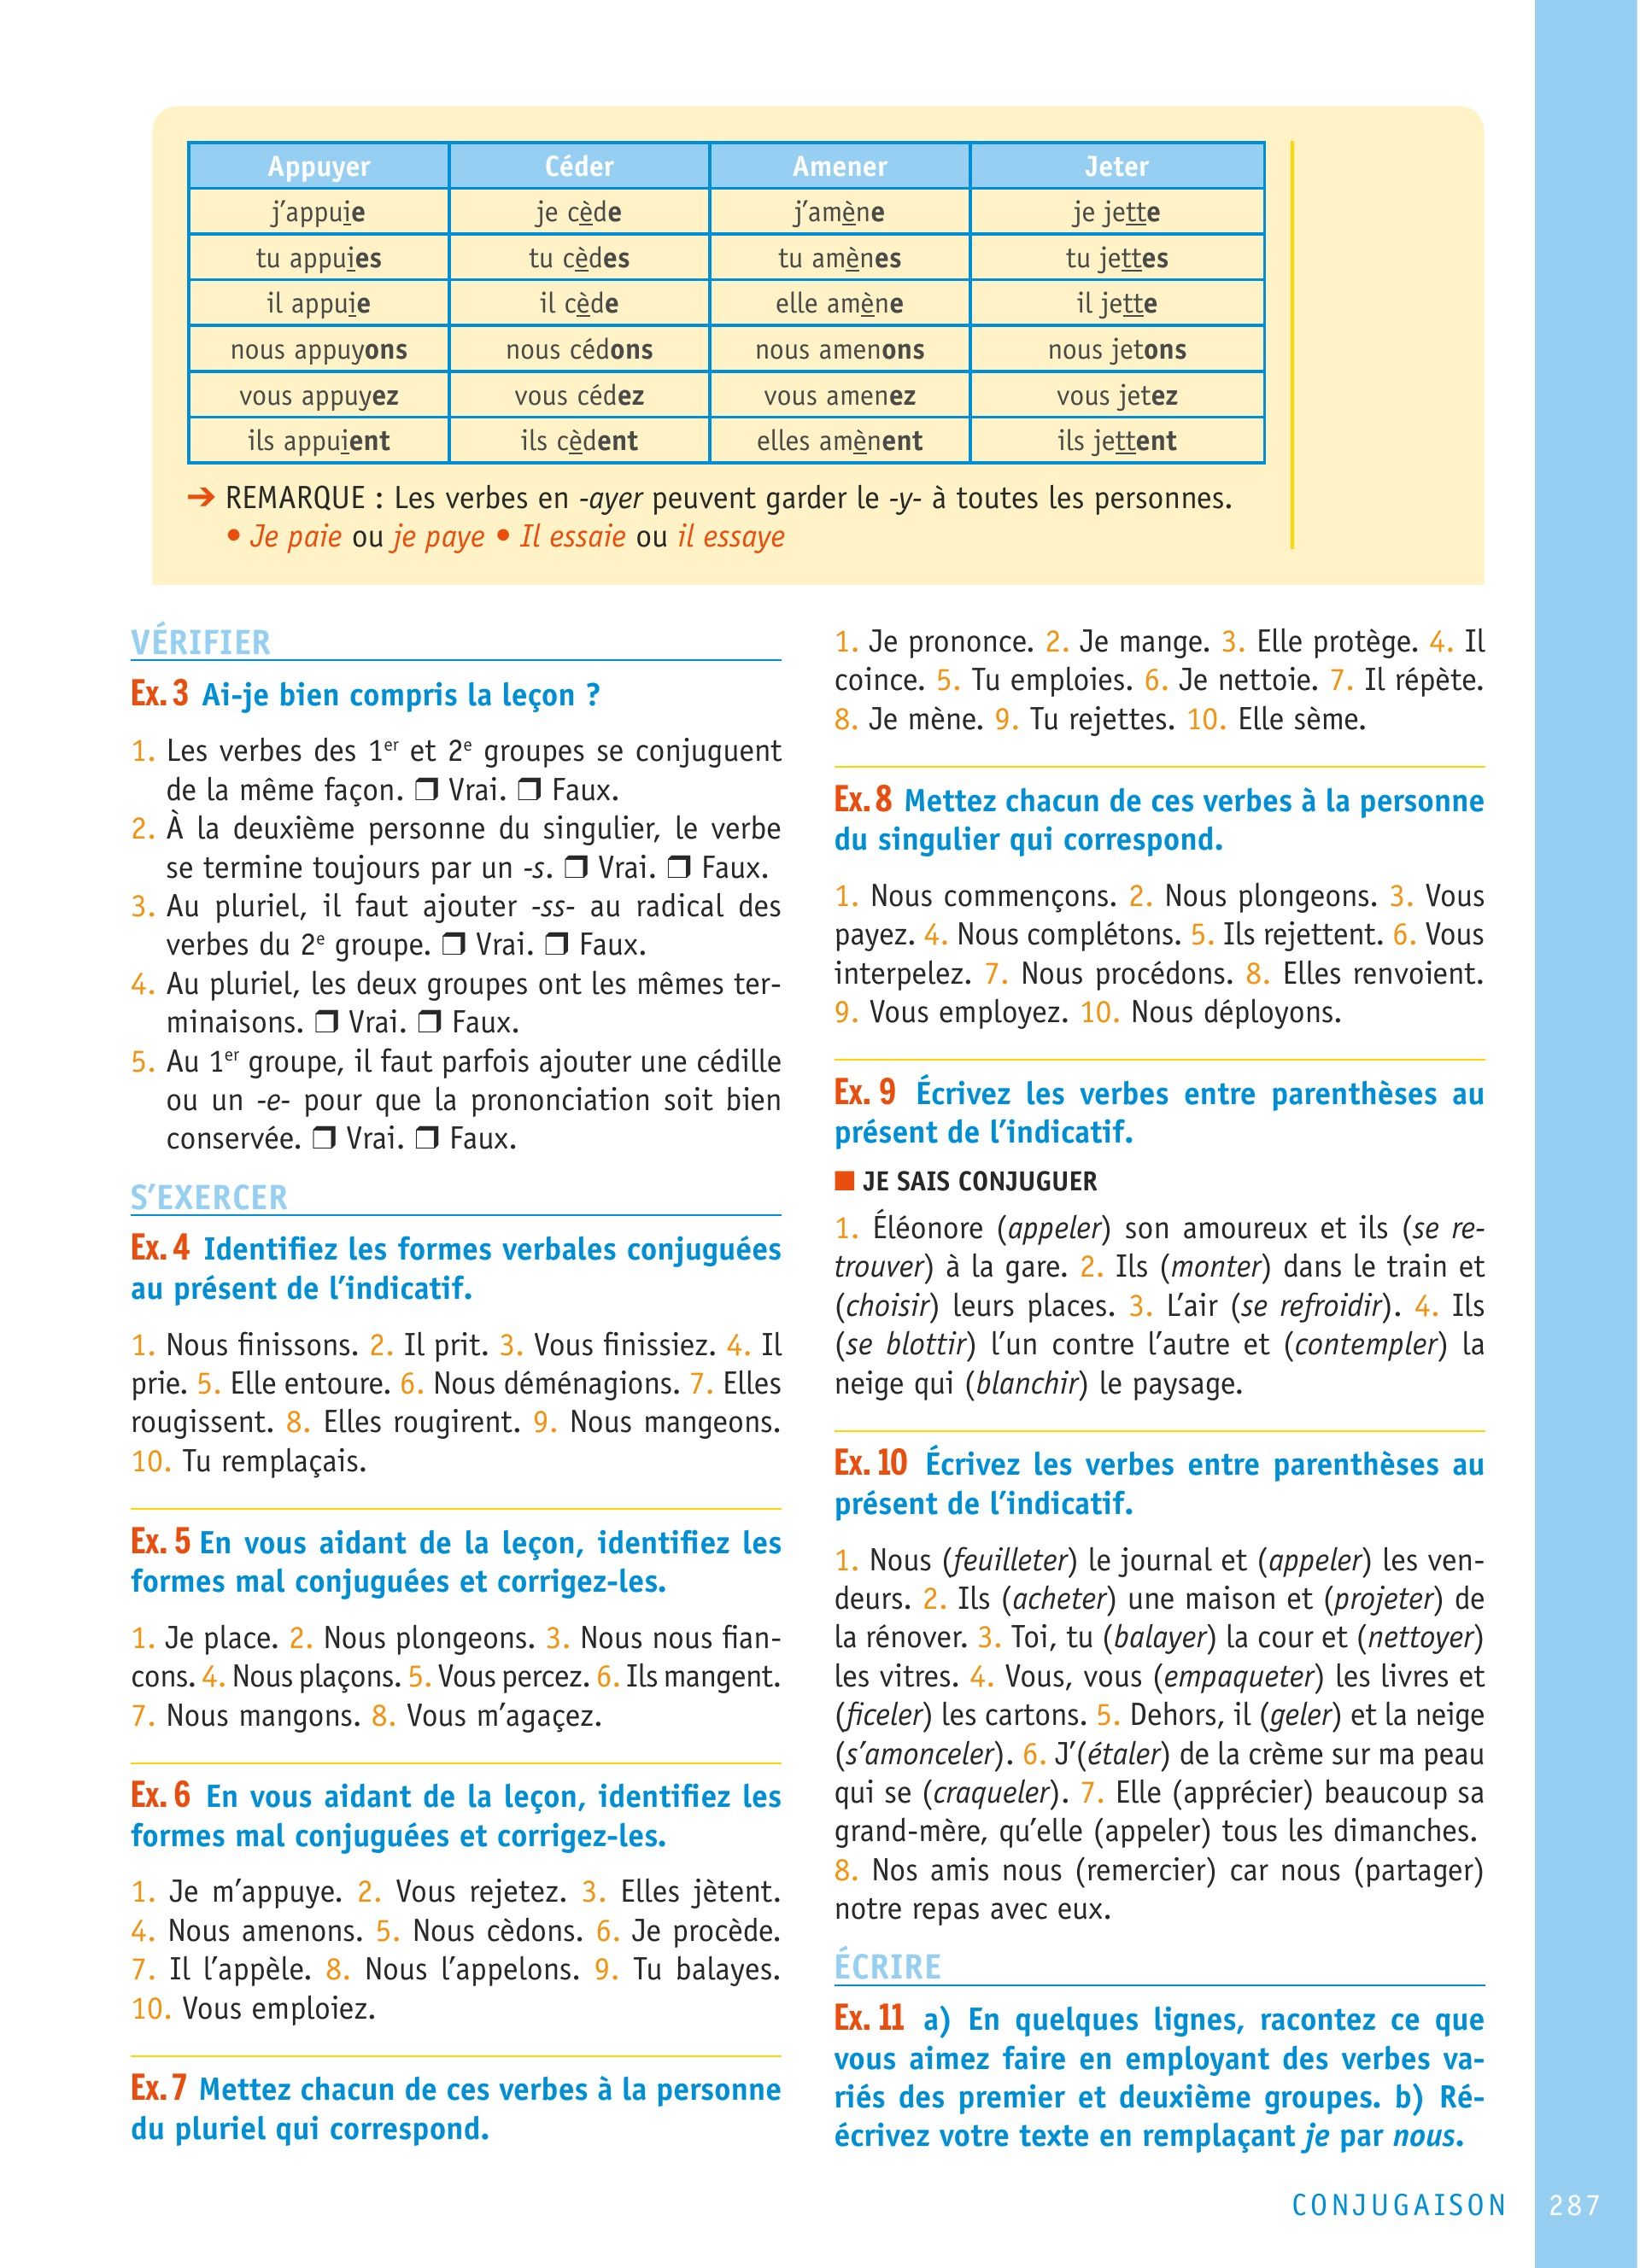 Appuyer Céder Amener Jeter
j’appuie je cède j’amène je jette
tu appuies tu cèdes tu amènes tu jettes
il appuie il cède elle amène il jette
nous appuyons nous cédons nous amenons nous jetons
vous appuyez vous cédez vous amenez vous jetez
ils appuient ils cèdent elles amènent ils jettent
➔ REMARQUE : Les verbes en -ayer peuvent garder le -y- à toutes les personnes.
• Je paie ou je paye • Il essaie ou il essaye
VÉRIFIER
Ex. 3 Ai-je bien compris la leçon ?
1. Les verbes des 1er et 2e groupes se conjuguent
de la même façon. ❒ Vrai. ❒ Faux.
2. À la deuxième personne du singulier, le verbe
se termine toujours par un -s. ❒ Vrai. ❒ Faux.
3. Au pluriel, il faut ajouter -ss- au radical des
verbes du 2e groupe. ❒ Vrai. ❒ Faux.
4. Au pluriel, les deux groupes ont les mêmes ter-
minaisons. ❒ Vrai. ❒ Faux.
5. Au 1er groupe, il faut parfois ajouter une cédille
ou un -e- pour que la prononciation soit bien
conservée. ❒ Vrai. ❒ Faux.
S’EXERCER
Ex. 4 Identifiez les formes verbales conjuguées
au présent de l’indicatif.
1. Nous finissons. 2. Il prit. 3. Vous finissiez. 4. Il
prie. 5. Elle entoure. 6. Nous déménagions. 7. Elles
rougissent. 8. Elles rougirent. 9. Nous mangeons.
10. Tu remplaçais.
Ex. 5 En vous aidant de la leçon, identifiez les
formes mal conjuguées et corrigez-les.
1. Je place. 2. Nous plongeons. 3. Nous nous fian-
cons. 4. Nous plaçons. 5. Vous percez. 6. Ils mangent.
7. Nous mangons. 8. Vous m’agaçez.
Ex. 6 En vous aidant de la leçon, identifiez les
formes mal conjuguées et corrigez-les.
1. Je m’appuye. 2. Vous rejetez. 3. Elles jètent.
4. Nous amenons. 5. Nous cèdons. 6. Je procède.
7. Il l’appèle. 8. Nous l’appelons. 9. Tu balayes.
10. Vous emploiez.
Ex. 7 Mettez chacun de ces verbes à la personne
du pluriel qui correspond.
1. Je prononce. 2. Je mange. 3. Elle protège. 4. Il
coince. 5. Tu emploies. 6. Je nettoie. 7. Il répète.
8. Je mène. 9. Tu rejettes. 10. Elle sème.
Ex. 8 Mettez chacun de ces verbes à la personne
du singulier qui correspond.
1. Nous commençons. 2. Nous plongeons. 3. Vous
payez. 4. Nous complétons. 5. Ils rejettent. 6. Vous
interpelez. 7. Nous procédons. 8. Elles renvoient.
9. Vous employez. 10. Nous déployons.
Ex. 9 Écrivez les verbes entre parenthèses au
présent de l’indicatif.
■ JE SAIS CONJUGUER
1. Éléonore (appeler) son amoureux et ils (se re-
trouver) à la gare. 2. Ils (monter) dans le train et
(choisir) leurs places. 3. L’air (se refroidir). 4. Ils
(se blottir) l’un contre l’autre et (contempler) la
neige qui (blanchir) le paysage.
Ex. 10 Écrivez les verbes entre parenthèses au
présent de l’indicatif.
1. Nous (feuilleter) le journal et (appeler) les ven-
deurs. 2. Ils (acheter) une maison et (projeter) de
la rénover. 3. Toi, tu (balayer) la cour et (nettoyer)
les vitres. 4. Vous, vous (empaqueter) les livres et
(ficeler) les cartons. 5. Dehors, il (geler) et la neige
(s’amonceler). 6. J’(étaler) de la crème sur ma peau
qui se (craqueler). 7. Elle (apprécier) beaucoup sa
grand-mère, qu’elle (appeler) tous les dimanches.
8. Nos amis nous (remercier) car nous (partager)
notre repas avec eux.
ÉCRIRE
Ex. 11 a) En quelques lignes, racontez ce que
vous aimez faire en employant des verbes va-
riés des premier et deuxième groupes. b) Ré-
écrivez votre texte en remplaçant je par nous.
CONJUGAISON 287